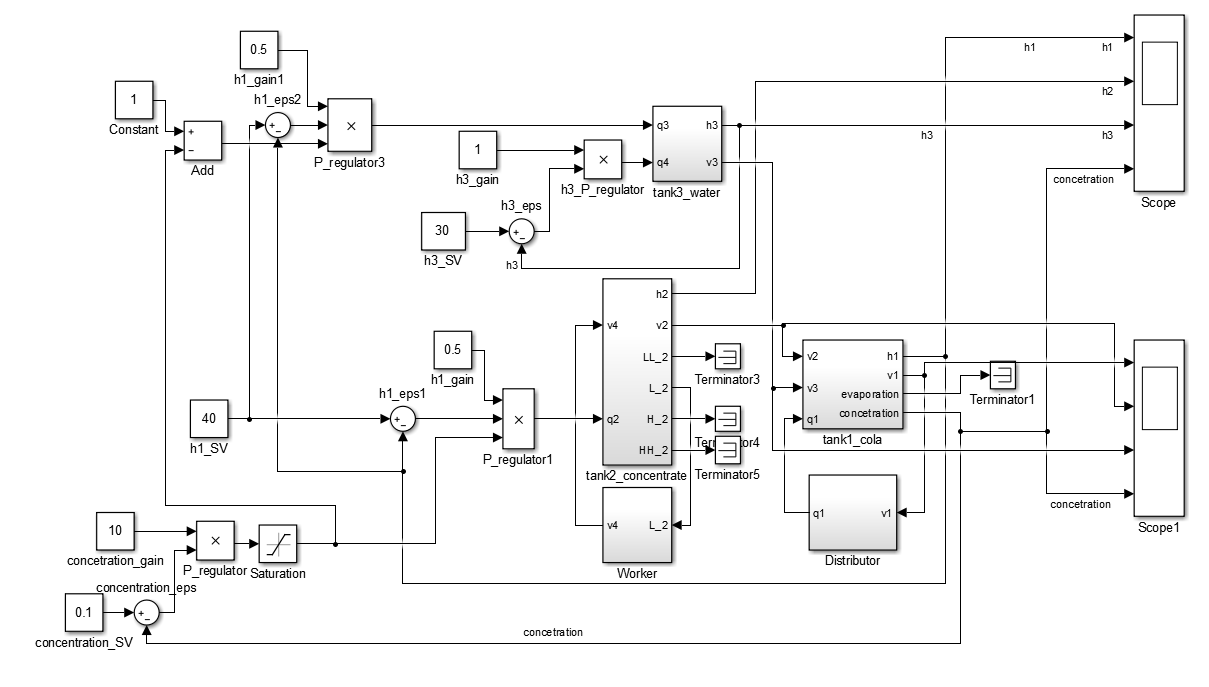 0.5
h1_gain1
1
Constant
+
−
Add
h1_eps2
+
−
×
P_regulator3
1
h3_gain
×
h3_P_regulator
q3
q4
h3
v3
tank3_water
h3_eps
+
−
30
h3_SV
h3
h1
h1
h2
h3
h3
concetration
Scope
0.5
h1_gain
h1_eps1
+
−
40
h1_SV
×
P_regulator1
v4
q2
h2
v2
LL_2
L_2
H_2
HH_2
tank2_concentrate
Terminator3
Terminator5
v4
L_2
Worker
v2
v3
q1
h1
v1
evaporation
concetration
tank1_cola
Terminator1
q1
v1
Distributor
concetration
Scope1
10
concetration_gain
×
P_regulator
Saturation
concentration_eps
0.1
concentration_SV
+
−
concetration